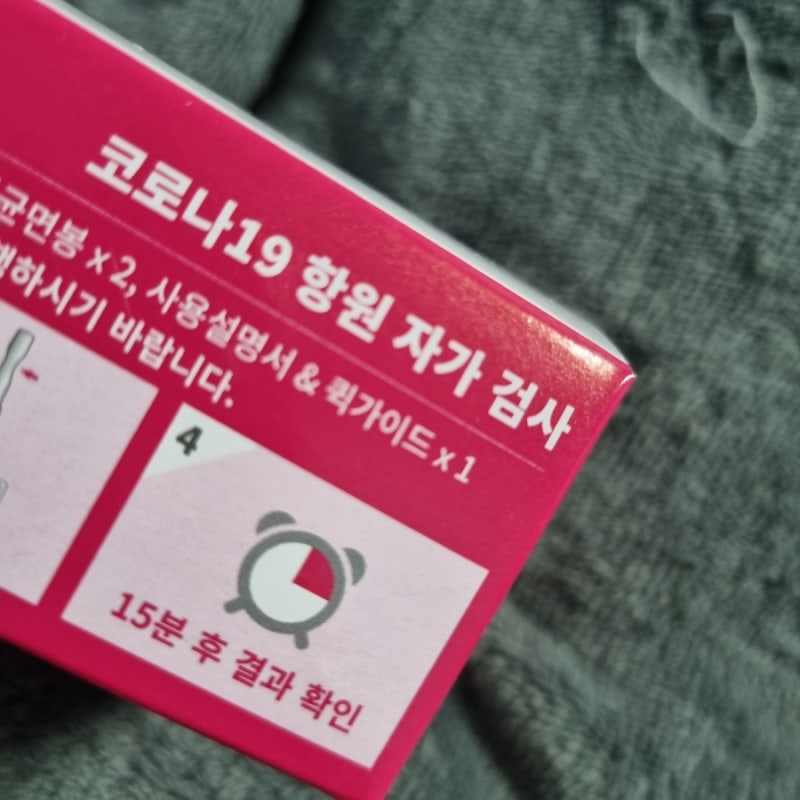 코로나19 항원 자가 검사
균면봉 x 2, 사용설명서 & 퀵가이드 x 1
하시기 바랍니다.
4
15분 후 결과 확인